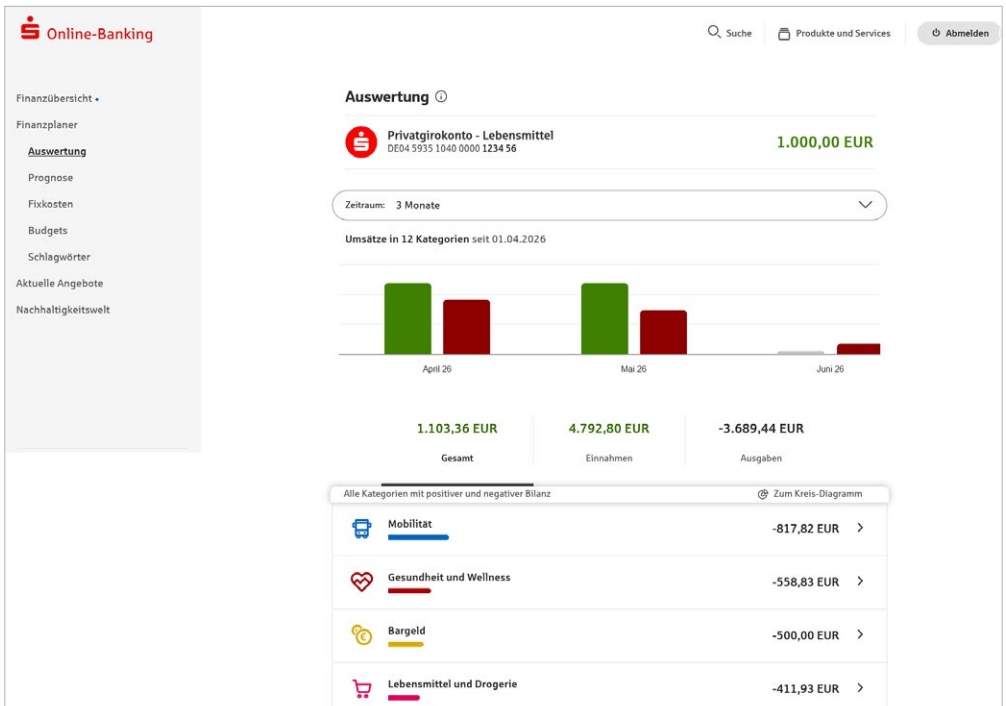 Online-Banking
Suche
Produkte und Services
Abmelden
Finanzübersicht
Finanzplaner
Auswertung
Prognose
Fixkosten
Budgets
Schlagwörter
Aktuelle Angebote
Nachhaltigkeitswelt
Auswertung
Privatgirokonto - Lebensmittel
DE04 5935 1040 0000 1234 56
1.000,00 EUR
Zeitraum: 3 Monate
Umsätze in 12 Kategorien seit 01.04.2026
April 26
Mai 26
Juni 26
1.103,36 EUR
Gesamt
4.792,80 EUR
Einnahmen
-3.689,44 EUR
Ausgaben
Alle Kategorien mit positiver und negativer Bilanz
Zum Kreis-Diagramm
Mobilität
-817,82 EUR
Gesundheit und Wellness
-558,83 EUR
Bargeld
-500,00 EUR
Lebensmittel und Drogerie
-411,93 EUR